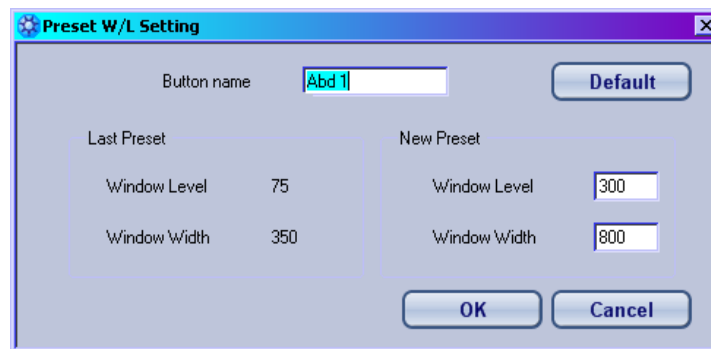 Preset W/L Setting
Button name Abd 1 Default
Last Preset New Preset
Window Level 75 Window Level 300
Window Width 350 Window Width 800
OK Cancel